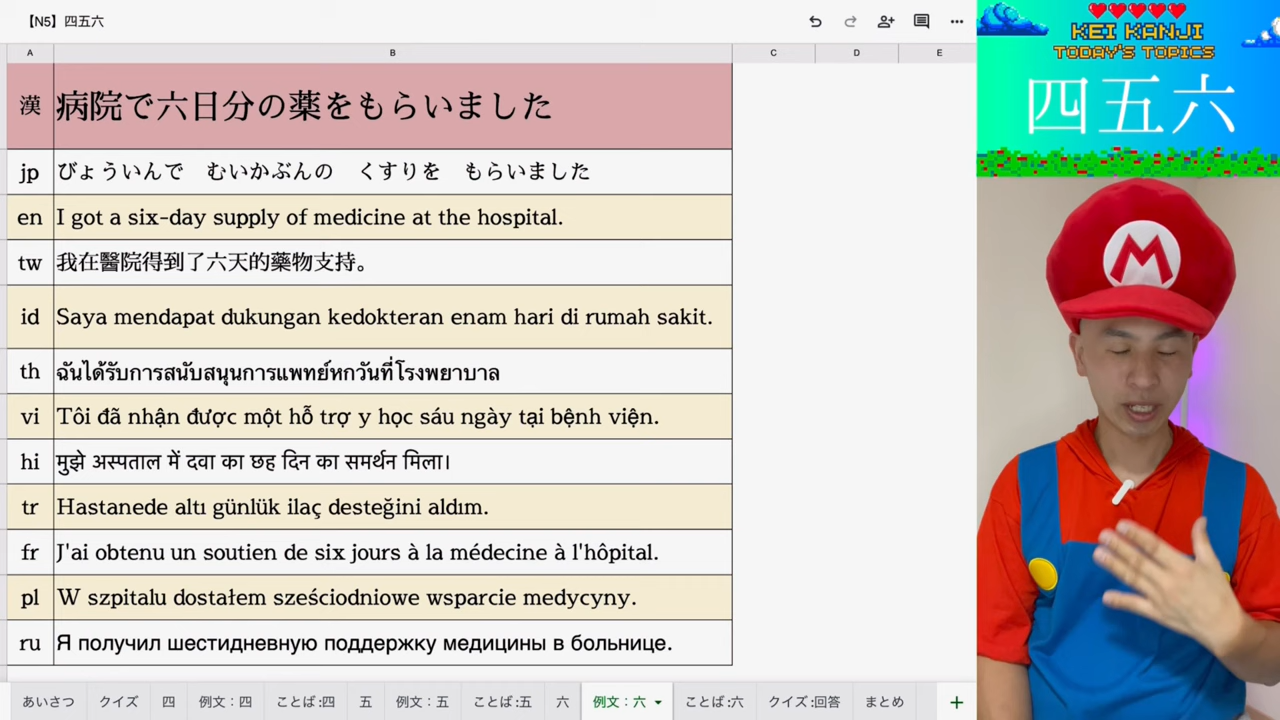 【N5】四五六
A B C D E
漢 病院で六日分の薬をもらいました
jp びょういんで むいかぶんの くすりを もらいました
en I got a six-day supply of medicine at the hospital.
tw 我在醫院得到了六天的藥物支持。
id Saya mendapat dukungan kedokteran enam hari di rumah sakit.
th ฉันได้รับการสนับสนุนการแพทย์หกวันที่โรงพยาบาล
vi Tôi đã nhận được một hỗ trợ y học sáu ngày tại bệnh viện.
hi मुझे अस्पताल में दवा का छह दिन का समर्थन मिला।
tr Hastanede altı günlük ilaç desteğini aldım.
fr J'ai obtenu un soutien de six jours à la médecine à l'hôpital.
pl W szpitalu dostałem sześciodniowe wsparcie medycyny.
ru Я получил шестидневную поддержку медицины в больнице.
あいさつ クイズ 四 例文：四 ことば:四 五 例文：五 ことば:五 六 例文：六 ことば:六 クイズ:回答 まとめ
KEI KANJI
TODAY'S TOPICS
四五六
M